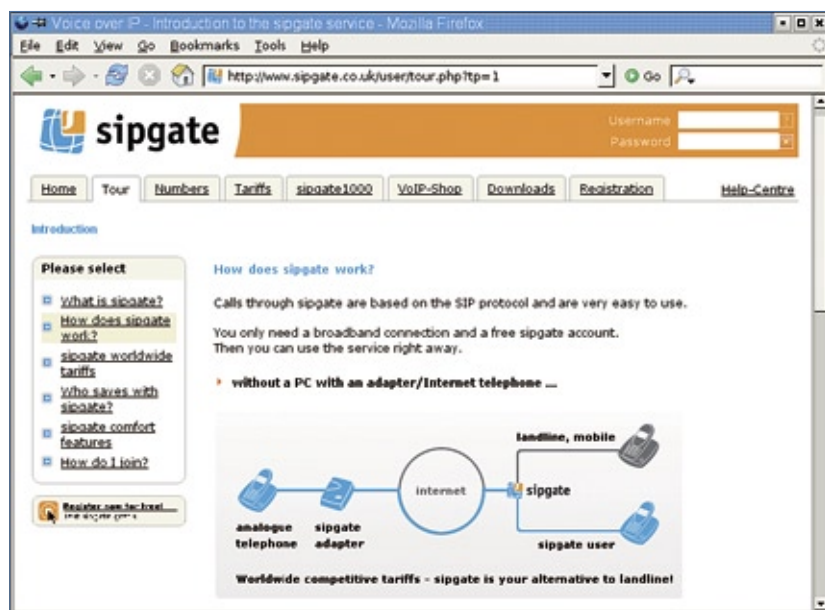 Voice over IP - Introduction to the sipgate service - Mozilla Firefox
File Edit View Go Bookmarks Tools Help
http://www.sipgate.co.uk/user/tour.php?tp=1 Go
sipgate
Username
Password
Home Tour Numbers Tariffs sipgate1000 VoIP-Shop Downloads Registration Help-Centre
Introduction
Please select
What is sipgate?
How does sipgate
work?
sipgate worldwide
tariffs
Who saves with
sipgate?
sipgate comfort
features
How do I join?
Register now for free!
How does sipgate work?
Calls through sipgate are based on the SIP protocol and are very easy to use.
You only need a broadband connection and a free sipgate account.
Then you can use the service right away.
without a PC with an adapter/Internet telephone ...
landline, mobile
internet
sipgate
analogue
telephone
sipgate
adapter
sipgate user
Worldwide competitive tariffs - sipgate is your alternative to landline!